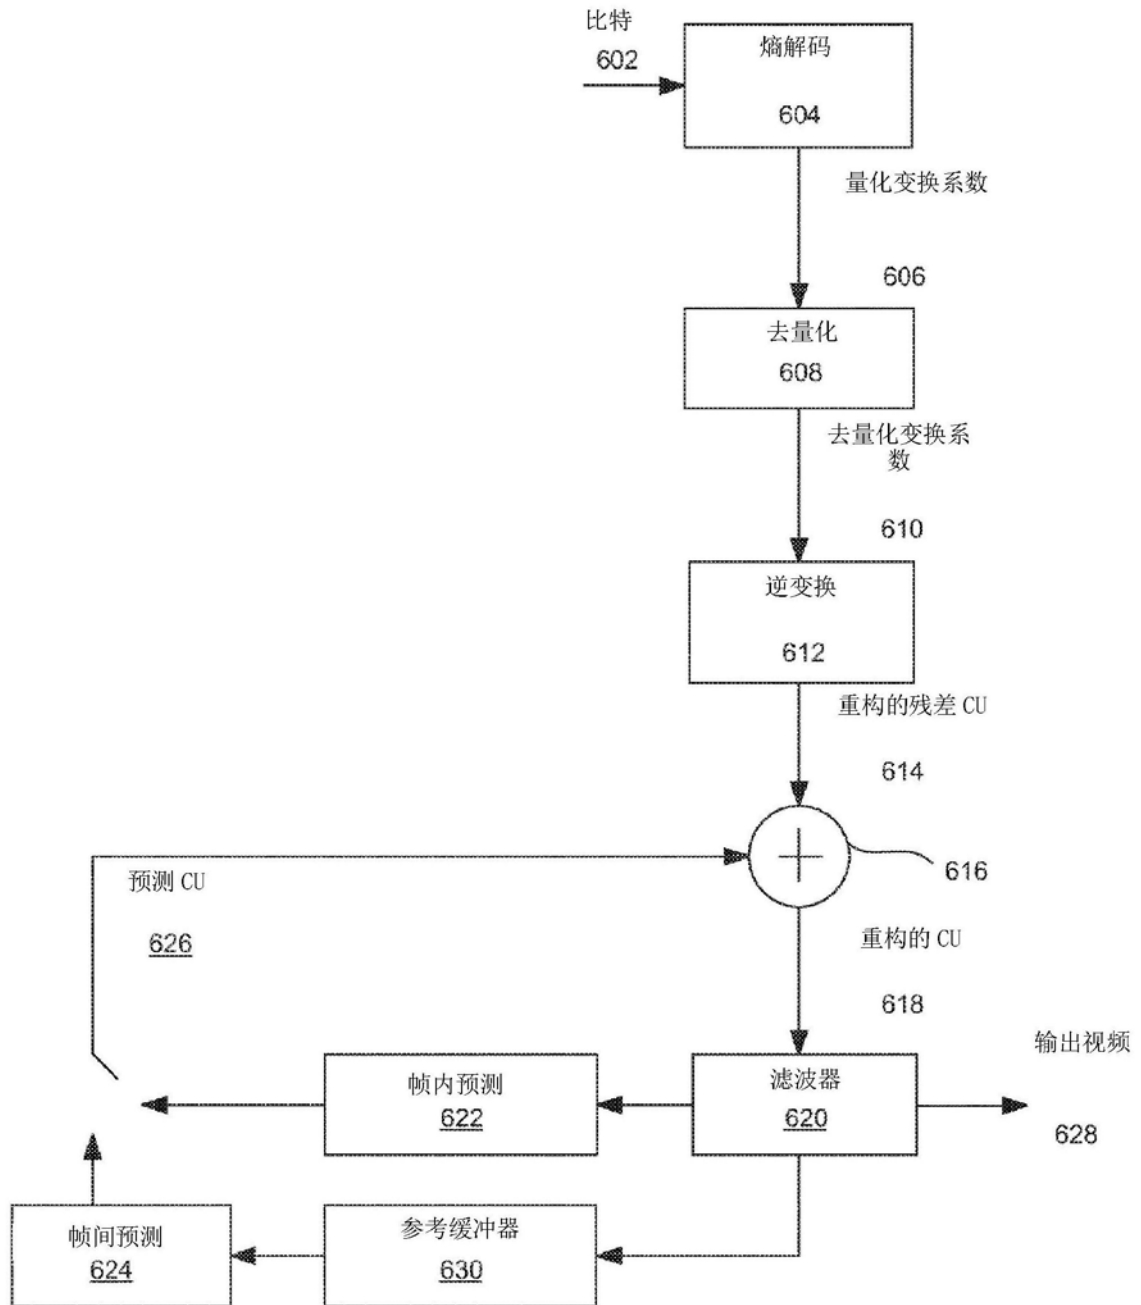 比特
602
熵解码
604
量化变换系数
606
去量化
608
去量化变换系
数
610
逆变换
612
重构的残差 CU
614
616
预测 CU
626
重构的 CU
618
输出视频
628
帧内预测
622
滤波器
620
帧间预测
624
参考缓冲器
630